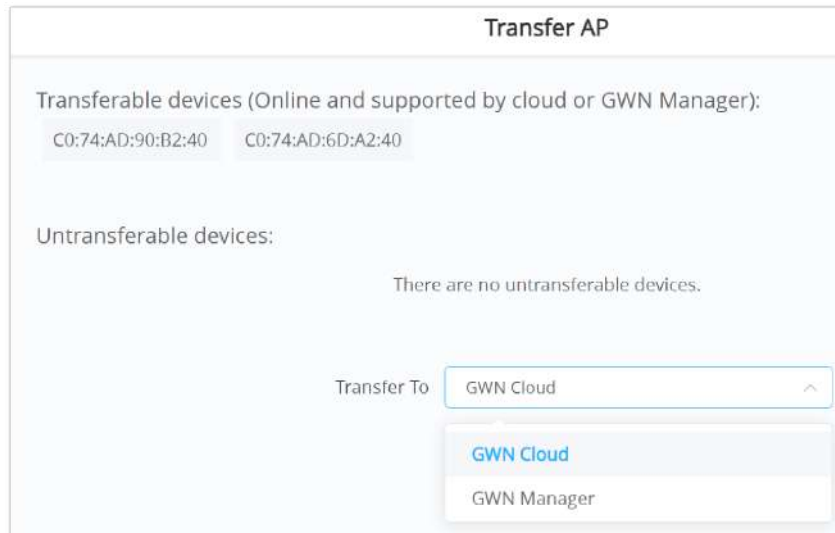 Transfer AP
Transferable devices (Online and supported by cloud or GWN Manager):
C0:74:AD:90:B2:40 C0:74:AD:6D:A2:40
Untransferable devices:
There are no untransferable devices.
Transfer To GWN Cloud
GWN Cloud
GWN Manager